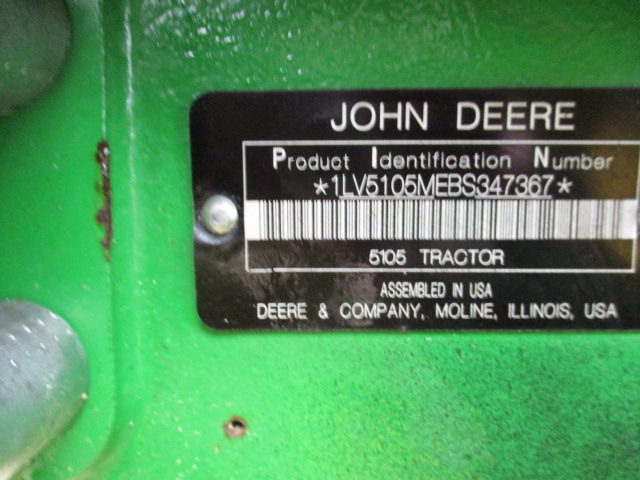 JOHN DEERE
Product Identification Number
*1LV5105MEBS347367*
5105 TRACTOR
ASSEMBLED IN USA
DEERE & COMPANY, MOLINE, ILLINOIS, USA